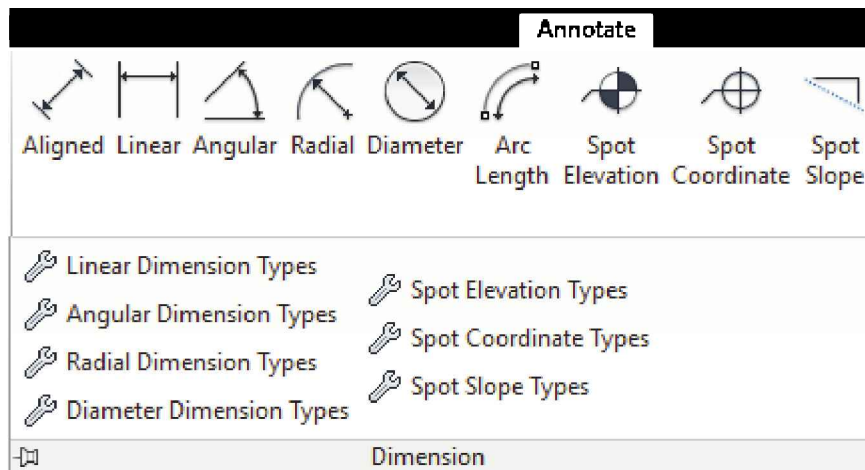 Annotate
Aligned Linear Angular Radial Diameter Arc Length Spot Elevation Spot Coordinate Spot Slope
Linear Dimension Types
Angular Dimension Types
Radial Dimension Types
Diameter Dimension Types
Spot Elevation Types
Spot Coordinate Types
Spot Slope Types
Dimension